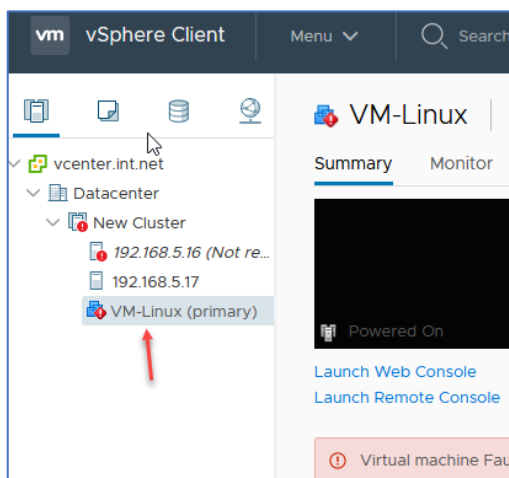 vm vSphere Client Menu Search
VM-Linux
Summary Monitor
vcenter.int.net
Datacenter
New Cluster
192.168.5.16 (Not re...
192.168.5.17
VM-Linux (primary)
Powered On
Launch Web Console
Launch Remote Console
Virtual machine Fau